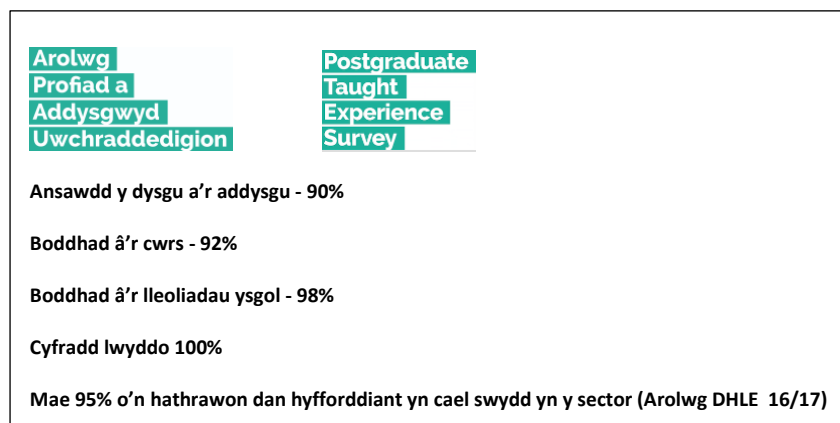 Arolwg
Profiad a
Addysgwyd
Uwchraddedigion
Postgraduate
Taught
Experience
Survey
Ansawdd y dysgu a’r addysgu - 90%
Boddhad â’r cwrs - 92%
Boddhad â’r lleoliadau ysgol - 98%
Cyfradd lwyddo 100%
Mae 95% o’n hathrawon dan hyfforddiant yn cael swydd yn y sector (Arolwg DHLE 16/17)